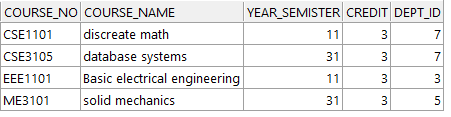 COURSE_NO COURSE_NAME YEAR_SEMISTER CREDIT DEPT_ID
CSE1101 discreate math 11 3 7
CSE3105 database systems 31 3 7
EEE1101 Basic electrical engineering 11 3 3
ME3101 solid mechanics 31 3 5